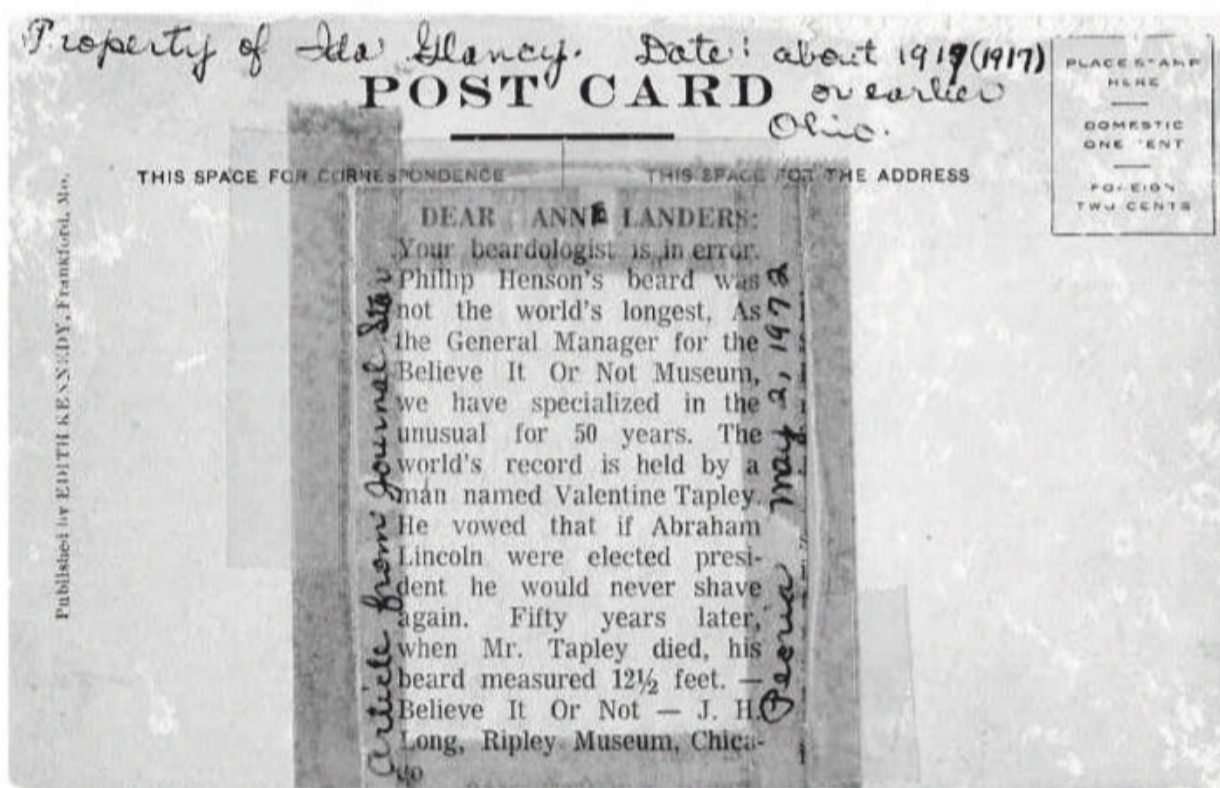 Property of Ida Glancy. Date: about 1917 (1917)
POST CARD or earlier
Ohio.
PLACE STAMP
HERE
DOMESTIC
ONE CENT
FOREIGN
TWO CENTS
THIS SPACE FOR CORRESPONDENCE
THIS SPACE FOR THE ADDRESS
Published by EDITH KENNEDY, Frankford, Mo.
Article from Journal Star
DEAR ANNE LANDERS:
Your beardologist is in error.
Phillip Henson's beard was
not the world's longest. As
the General Manager for the
Believe It Or Not Museum,
we have specialized in the
unusual for 50 years. The
world's record is held by a
man named Valentine Tapley.
He vowed that if Abraham
Lincoln were elected presi-
dent he would never shave
again. Fifty years later,
when Mr. Tapley died, his
beard measured 12½ feet. —
Believe It Or Not — J. H.
Long, Ripley Museum, Chica-
go
Peoria May 2, 1972